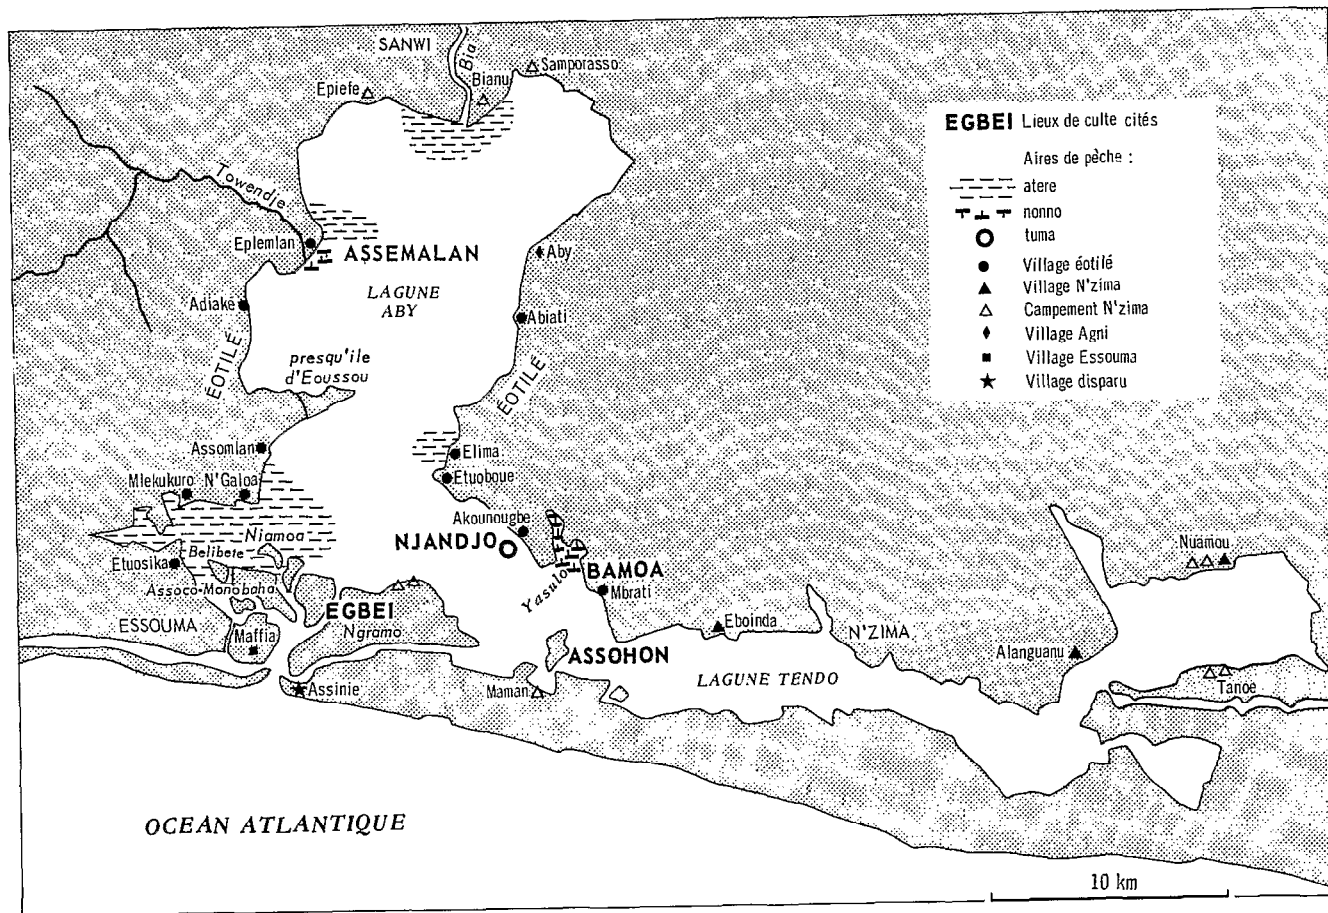 SANWI
Bia
Samporasso
Epiefe
Bianu
EGBEI Lieux de culte cités
Aires de pêche :
atere
nonno
tuma
Village éotilé
Village N'zima
Campement N'zima
Village Agni
Village Essouma
Village disparu
Towendje
Eplemlan
ASSEMALAN
Aby
LAGUNE
ABY
Adiaké
Abiati
ÉOTILÉ
presqu'ile
d'Eoussou
ÉOTILÉ
Assomlan
Elima
Etuoboue
Mlekukuro
N'Galoa
Akounougbe
Niamoa
NJANDJO
Nuamou
Belibete
Etuosika
BAMOA
Yasulo
Assoco-Monobaha
Mbrati
EGBEI
ESSOUMA
Maffia
Ngramo
Eboinda
N'ZIMA
ASSOHON
Alanguanu
LAGUNE TENDO
Assinie
Maman
Tanoe
OCEAN ATLANTIQUE
10 km